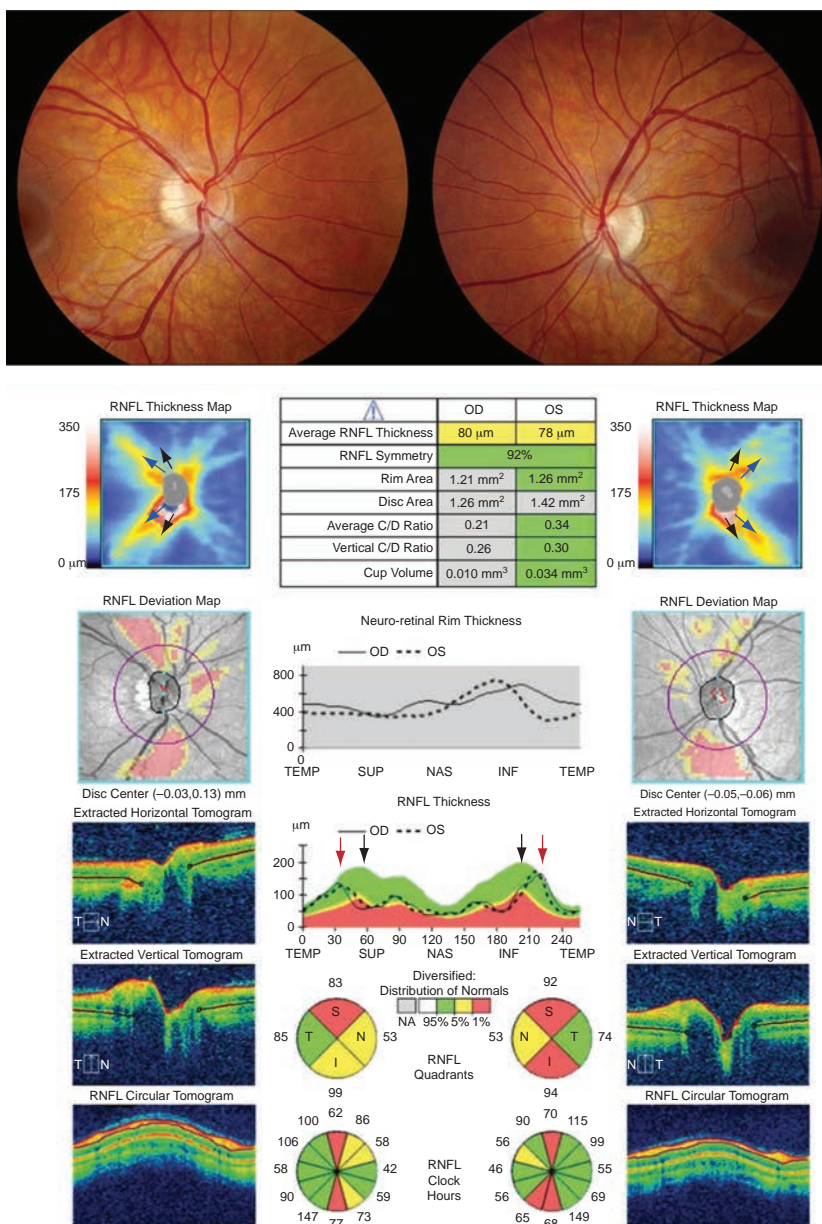 RNFL Thickness Map
350
175
0 μm
OD OS
Average RNFL Thickness 80 μm 78 μm
RNFL Symmetry 92%
Rim Area 1.21 mm² 1.26 mm²
Disc Area 1.26 mm² 1.42 mm²
Average C/D Ratio 0.21 0.34
Vertical C/D Ratio 0.26 0.30
Cup Volume 0.010 mm³ 0.034 mm³
RNFL Thickness Map
350
175
0 μm
RNFL Deviation Map
Disc Center (–0.03,0.13) mm
Neuro-retinal Rim Thickness
μm
OD OS
800
400
0
0
TEMP SUP NAS INF TEMP
RNFL Deviation Map
Disc Center (–0.05,–0.06) mm
Extracted Horizontal Tomogram
T N
RNFL Thickness
μm
OD OS
200
100
0
0 30 60 90 120 150 180 210 240
TEMP SUP NAS INF TEMP
Extracted Horizontal Tomogram
N T
Extracted Vertical Tomogram
T N
Diversified:
Distribution of Normals
NA 95% 5% 1%
83
S
85 T N 53
I
99
RNFL
Quadrants
92
S
53 N T 74
I
94
Extracted Vertical Tomogram
N T
RNFL Circular Tomogram
62
100 86
106 58
58 42
90 59
147 73
77
RNFL
Clock
Hours
70
90 115
56 99
46 55
56 69
65 149
68
RNFL Circular Tomogram